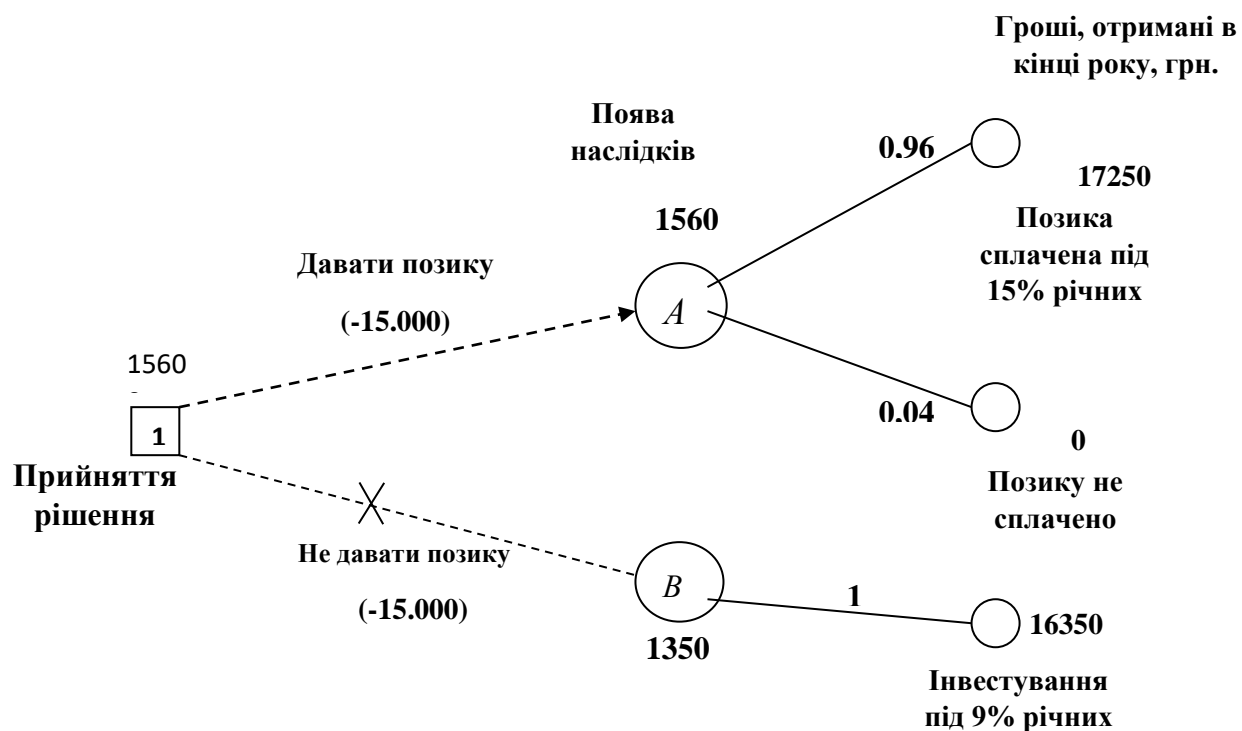 Гроші, отримані в
кінці року, грн.
Поява
наслідків
0.96
17250
1560
Позика
сплачена під
15% річних
Давати позику
(-15.000)
A
1560
1
0.04
0
Прийняття
рішення
Позику не
сплачено
Не давати позику
(-15.000)
B
1
16350
1350
Інвестування
під 9% річних